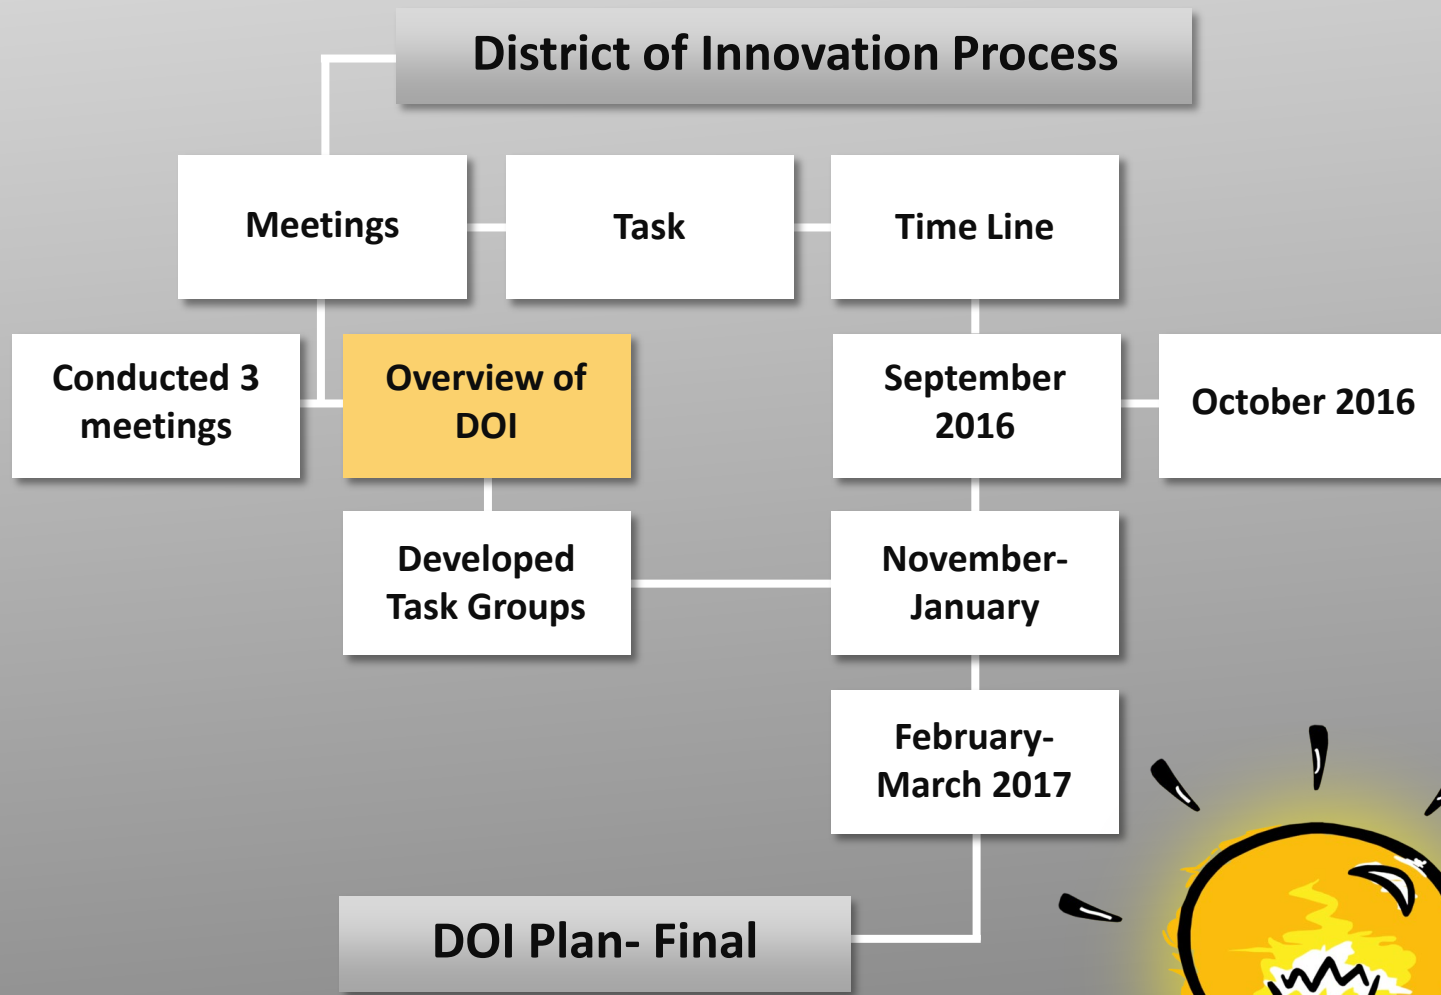 District of Innovation Process
Meetings
Task
Time Line
Conducted 3
meetings
Overview of
DOI
September
2016
October 2016
Developed
Task Groups
November-
January
February-
March 2017
DOI Plan- Final